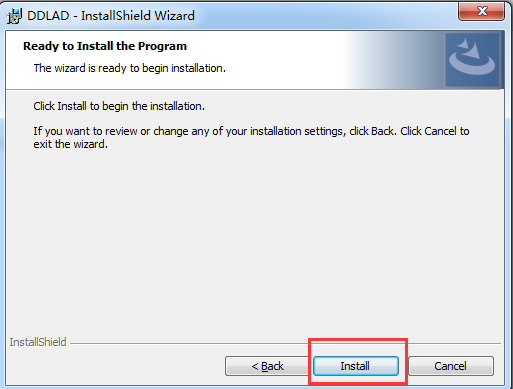 DDLAD - InstallShield Wizard
Ready to Install the Program
The wizard is ready to begin installation.
Click Install to begin the installation.
If you want to review or change any of your installation settings, click Back. Click Cancel to
exit the wizard.
InstallShield
< Back
Install
Cancel